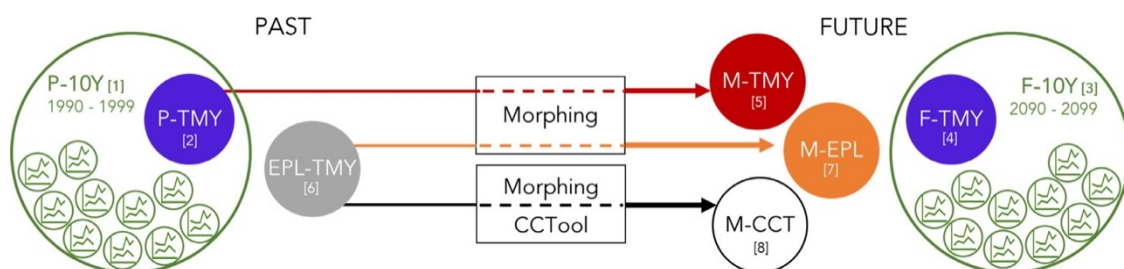 PAST
FUTURE
P-10Y [1]
1990 - 1999
P-TMY
[2]
EPL-TMY
[6]
Morphing
Morphing
CCTool
M-TMY
[5]
M-EPL
[7]
M-CCT
[8]
F-TMY
[4]
F-10Y [3]
2090 - 2099